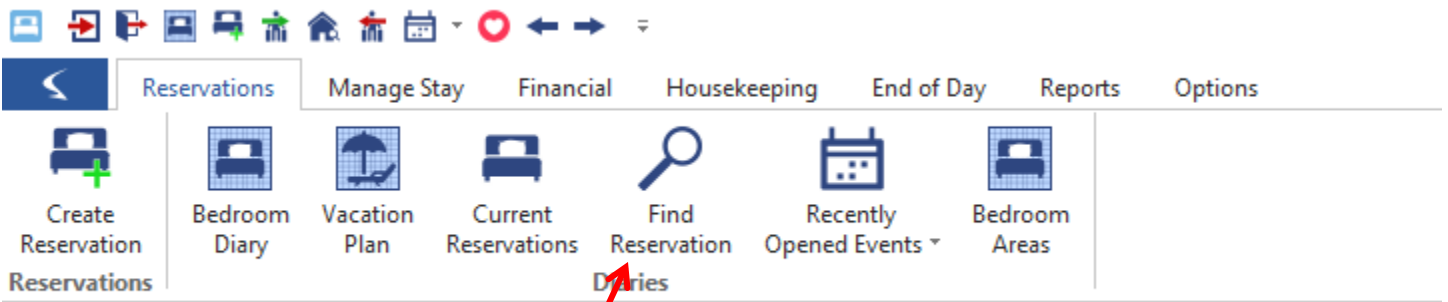 Reservations Manage Stay Financial Housekeeping End of Day Reports Options
Create Bedroom Vacation Current Find Recently Bedroom
Reservation Diary Plan Reservations Reservation Opened Events Areas
Reservations Diaries